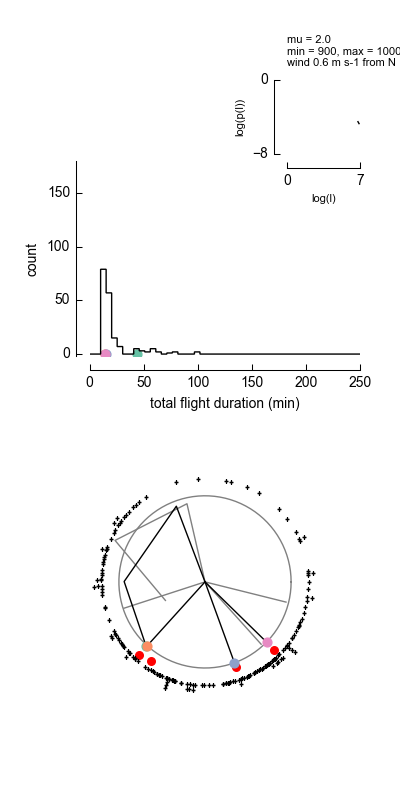 mu = 2.0
min = 900, max = 1000
wind 0.6 m s-1 from N
0
log(p(l))
−8
0
7
log(l)
150
count
100
50
0
0
50
100
150
200
250
total flight duration (min)